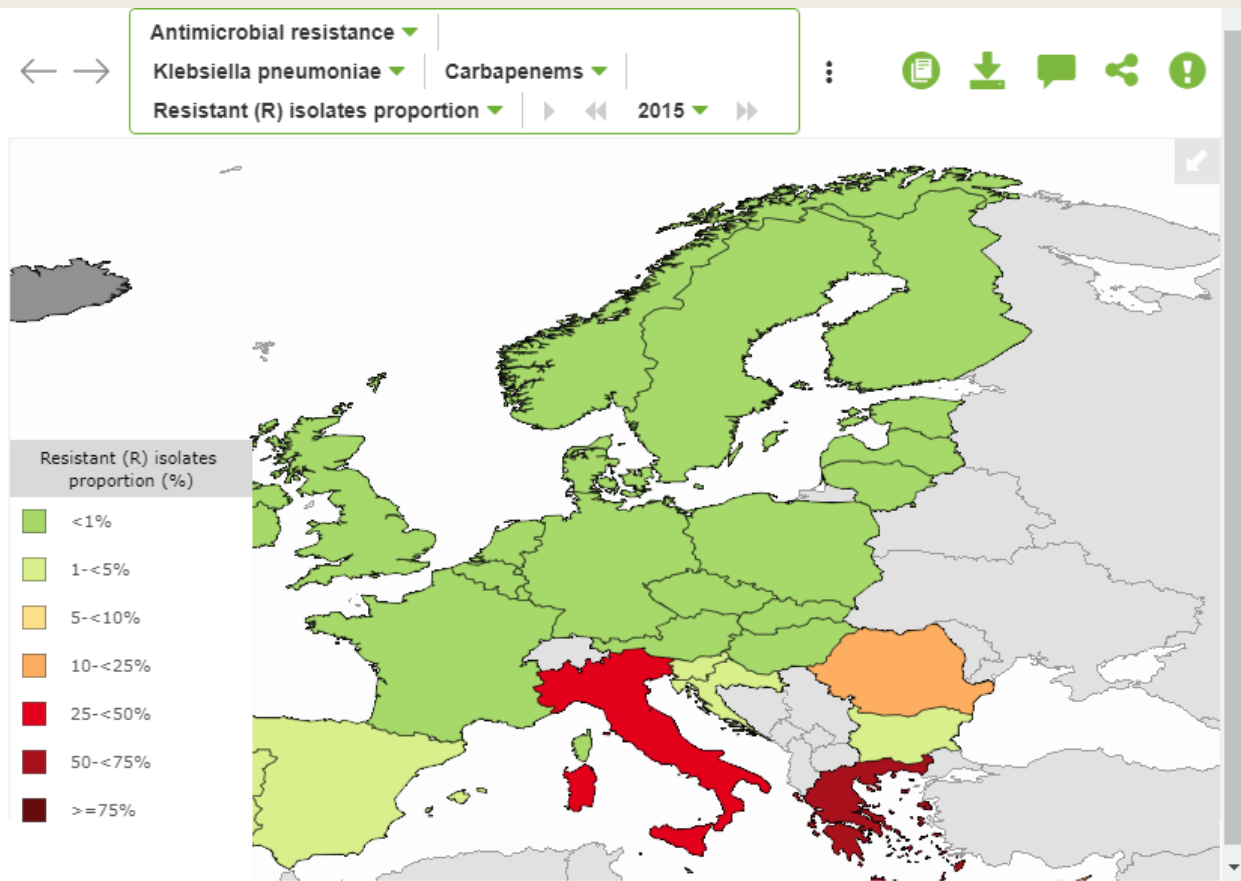 Antimicrobial resistance
Klebsiella pneumoniae Carbapenems
Resistant (R) isolates proportion 2015
Resistant (R) isolates
proportion (%)
<1%
1-<5%
5-<10%
10-<25%
25-<50%
50-<75%
>=75%